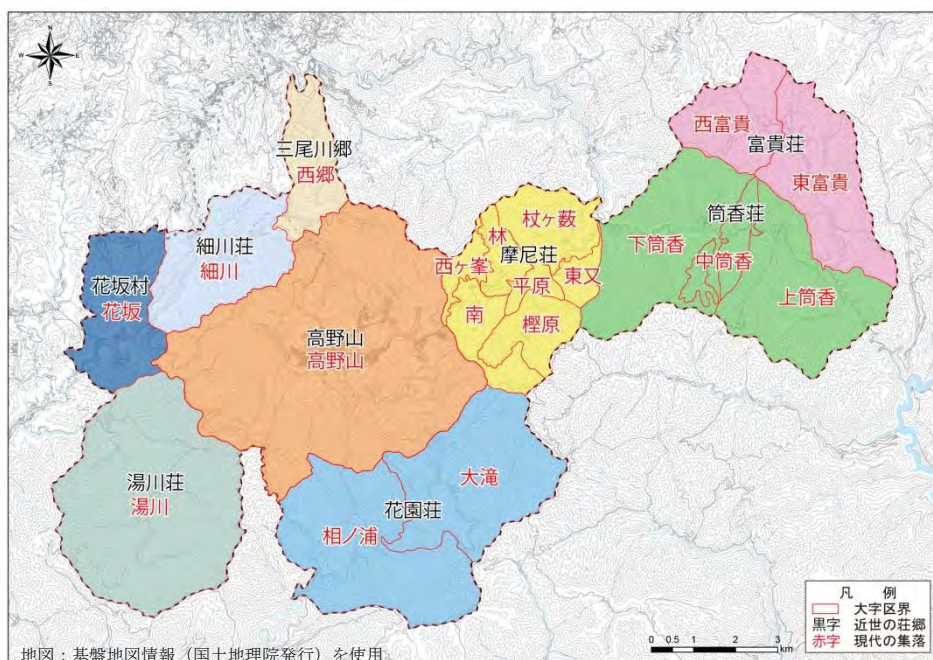 N
W
E
S
三尾川郷
西郷
西富貴
富貴荘
東富貴
細川荘
細川
林
杖ヶ薮
摩尼荘
西ヶ峯
平原
東又
南
樫原
筒香荘
下筒香
中筒香
上筒香
花坂村
花坂
高野山
高野山
湯川荘
湯川
大滝
花園荘
相ノ浦
凡 例
大字区界
黒字 近世の荘郷
赤字 現代の集落
0 0.5 1 2 3
km
地図:基盤地図情報(国土地理院発行)を使用